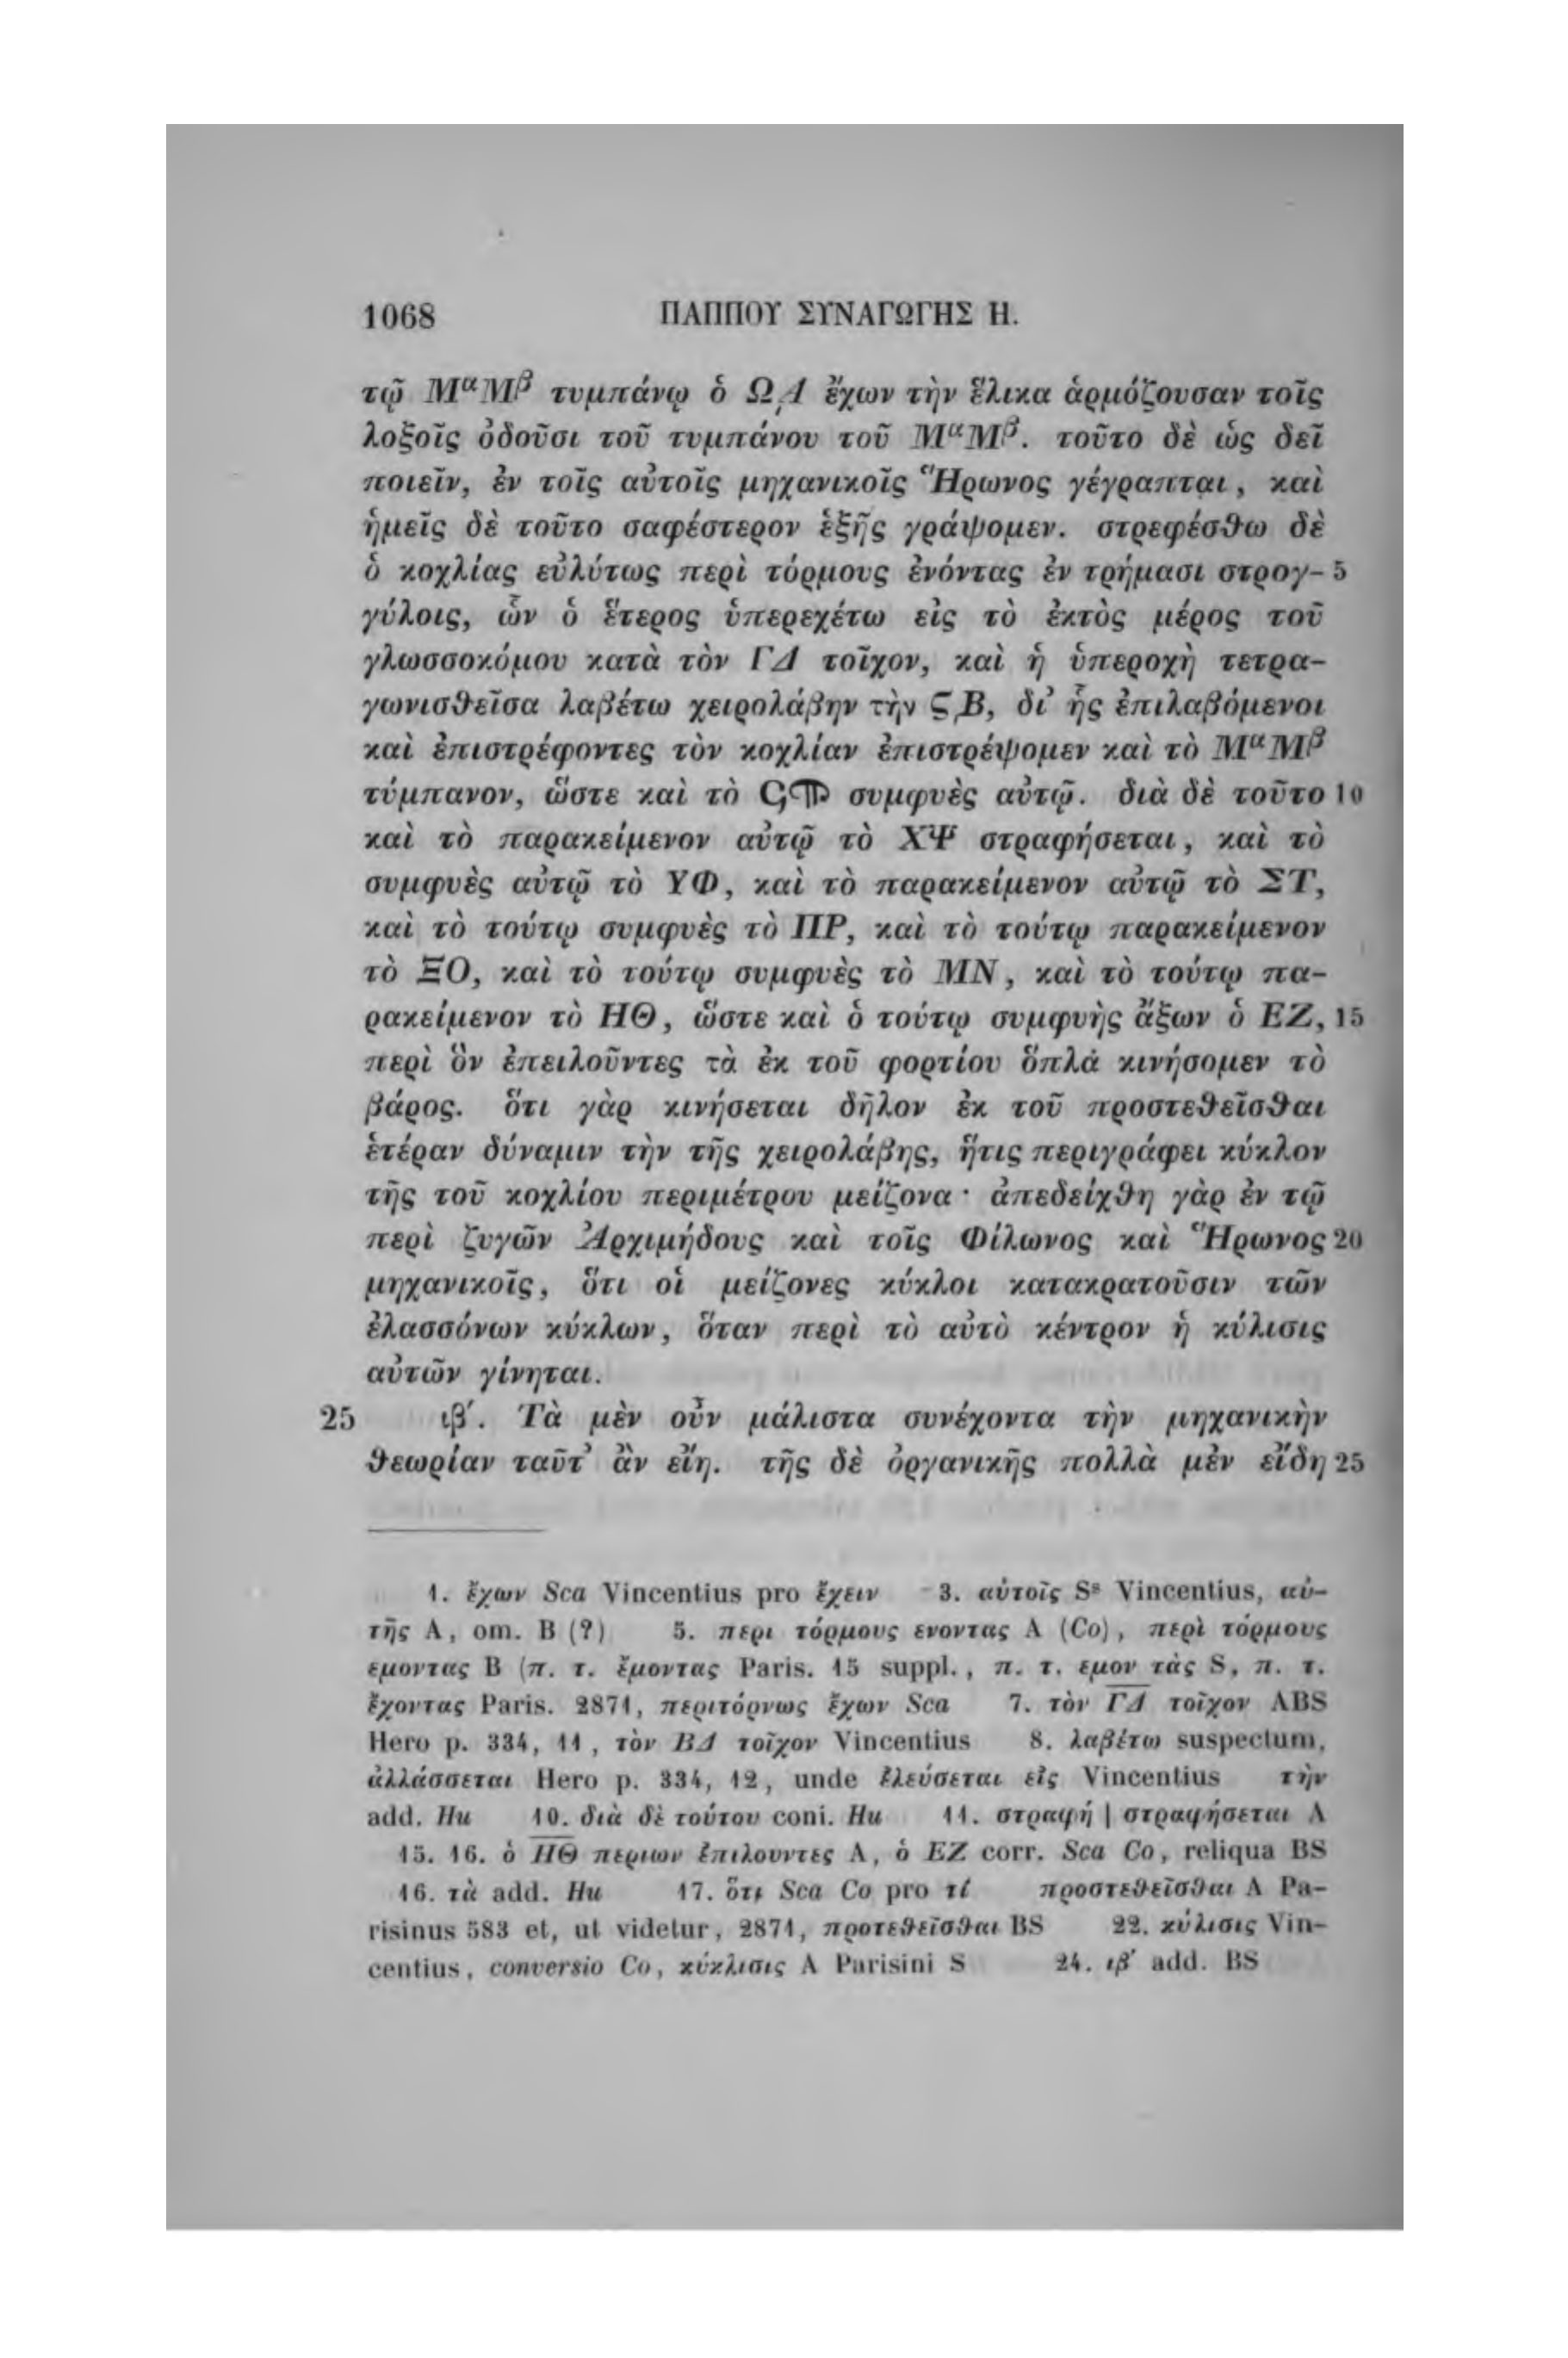 1068 ΠΑΠΠΟΥ ΣΥΝΑΓΩΓΗΣ Η.
τῷ ΜᵅΜᵝ τυμπάνῳ ὁ Ω͵Α ἔχων τὴν ἕλικα ἁρμόζουσαν τοῖς
λοξοῖς ὀδοῦσι τοῦ τυμπάνου τοῦ ΜᵅΜᵝ. τοῦτο δὲ ὡς δεῖ
ποιεῖν, ἐν τοῖς αὐτοῖς μηχανικοῖς Ἥρωνος γέγραπται, καὶ
ἡμεῖς δὲ τοῦτο σαφέστερον ἑξῆς γράψομεν. στρεφέσθω δὲ
ὁ κοχλίας εὐλύτως περὶ τόρμους ἐνόντας ἐν τρήμασι στρογ- 5
γύλοις, ὧν ὁ ἕτερος ὑπερεχέτω εἰς τὸ ἐκτὸς μέρος τοῦ
γλωσσοκόμου κατὰ τὸν ΓΔ τοῖχον, καὶ ἡ ὑπεροχὴ τετρα-
γωνισθεῖσα λαβέτω χειρολάβην τὴν Ϛ͵Β, δι᾽ ἧς ἐπιλαβόμενοι
καὶ ἐπιστρέφοντες τὸν κοχλίαν ἐπιστρέψομεν καὶ τὸ ΜᵅΜᵝ
τύμπανον, ὥστε καὶ τὸ Ϙϡ συμφυὲς αὐτῷ. διὰ δὲ τοῦτο 10
καὶ τὸ παρακείμενον αὐτῷ τὸ ΧΨ στραφήσεται, καὶ τὸ
συμφυὲς αὐτῷ τὸ ΥΦ, καὶ τὸ παρακείμενον αὐτῷ τὸ ΣΤ,
καὶ τὸ τούτῳ συμφυὲς τὸ ΠΡ, καὶ τὸ τούτῳ παρακείμενον
τὸ ΞΟ, καὶ τὸ τούτῳ συμφυὲς τὸ ΜΝ, καὶ τὸ τούτῳ πα-
ρακείμενον τὸ ΗΘ, ὥστε καὶ ὁ τούτῳ συμφυὴς ἄξων ὁ ΕΖ, 15
περὶ ὃν ἐπειλοῦντες τὰ ἐκ τοῦ φορτίου ὅπλα κινήσομεν τὸ
βάρος. ὅτι γὰρ κινήσεται δῆλον ἐκ τοῦ προστεθεῖσθαι
ἑτέραν δύναμιν τὴν τῆς χειρολάβης, ἥτις περιγράφει κύκλον
τῆς τοῦ κοχλίου περιμέτρου μείζονα· ἀπεδείχθη γὰρ ἐν τῷ
περὶ ζυγῶν Ἀρχιμήδους καὶ τοῖς Φίλωνος καὶ Ἥρωνος 20
μηχανικοῖς, ὅτι οἱ μείζονες κύκλοι κατακρατοῦσιν τῶν
ἐλασσόνων κύκλων, ὅταν περὶ τὸ αὐτὸ κέντρον ἡ κύλισις
αὐτῶν γίνηται.
25 ιβ΄. Τὰ μὲν οὖν μάλιστα συνέχοντα τὴν μηχανικὴν
θεωρίαν ταῦτ᾽ ἂν εἴη. τῆς δὲ ὀργανικῆς πολλὰ μὲν εἴδη 25
1. ἔχων Sca Vincentius pro ἔχειν 3. αὐτοῖς Sˢ Vincentius, αὐ-
τῆς A, om. B (?) 5. περι τόρμους ενοντας A (Co), περὶ τόρμους
εμοντας B (π. τ. ἔμοντας Paris. 15 suppl., π. τ. εμον τὰς S, π. τ.
ἔχοντας Paris. 2871, περιτόρνως ἔχων Sca 7. τὸν ΓΔ τοῖχον ABS
Hero p. 334, 11, τὸν ΒΔ τοῖχον Vincentius 8. λαβέτω suspectum,
ἀλλάσσεται Hero p. 334, 12, unde ἐλεύσεται εἰς Vincentius τὴν
add. Hu 10. διὰ δὲ τούτου coni. Hu 11. στραφή | στραφήσεται A
15. 16. ὁ ΗΘ περιων ἐπιλουντες A, ὁ ΕΖ corr. Sca Co, reliqua BS
16. τὰ add. Hu 17. ὅτι Sca Co pro τί προστεθεῖσθαι A Pa-
risinus 583 et, ut videtur, 2871, προτεθεῖσθαι BS 22. κύλισις Vin-
centius, conversio Co, κύκλισις A Parisini S 24. ιβ΄ add. BS